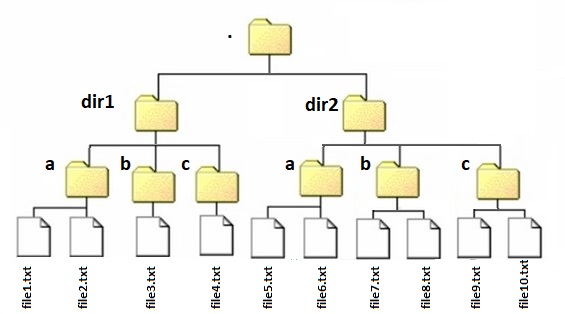 .
dir1
dir2
a
b
c
a
b
c
file1.txt
file2.txt
file3.txt
file4.txt
file5.txt
file6.txt
file7.txt
file8.txt
file9.txt
file10.txt